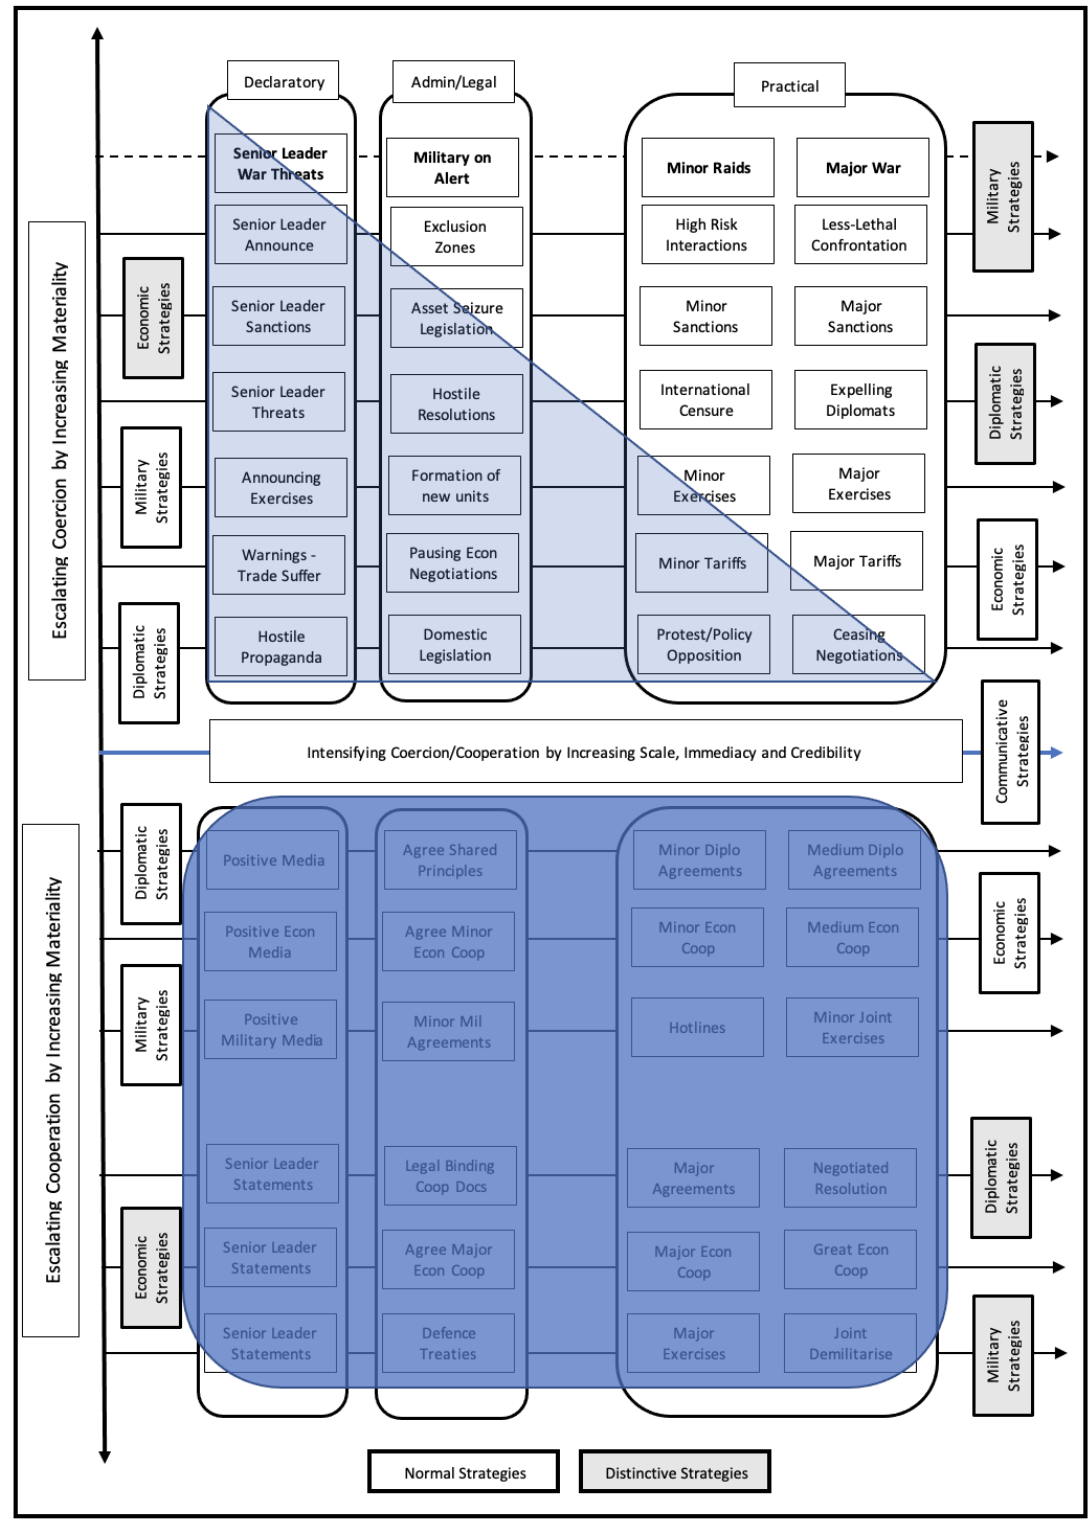 Declaratory
Admin/Legal
Practical
Senior Leader
War Threats
Military on
Alert
Minor Raids
Major War
Military
Strategies
Senior Leader
Announce
Exclusion
Zones
High Risk
Interactions
Less-Lethal
Confrontation
Escalating Coercion by Increasing Materiality
Economic
Strategies
Senior Leader
Sanctions
Asset Seizure
Legislation
Minor
Sanctions
Major
Sanctions
Senior Leader
Threats
Hostile
Resolutions
International
Censure
Expelling
Diplomats
Diplomatic
Strategies
Military
Strategies
Announcing
Exercises
Formation of
new units
Minor
Exercises
Major
Exercises
Warnings -
Trade Suffer
Pausing Econ
Negotiations
Minor Tariffs
Major Tariffs
Economic
Strategies
Diplomatic
Strategies
Hostile
Propaganda
Domestic
Legislation
Protest/Policy
Opposition
Ceasing
Negotiations
Intensifying Coercion/Cooperation by Increasing Scale, Immediacy and Credibility
Communicative
Strategies
Escalating Cooperation by Increasing Materiality
Diplomatic
Strategies
Positive Media
Agree Shared
Principles
Minor Diplo
Agreements
Medium Diplo
Agreements
Positive Econ
Media
Agree Minor
Econ Coop
Minor Econ
Coop
Medium Econ
Coop
Economic
Strategies
Military
Strategies
Positive
Military Media
Minor Mil
Agreements
Hotlines
Minor Joint
Exercises
Senior Leader
Statements
Legal Binding
Coop Docs
Major
Agreements
Negotiated
Resolution
Diplomatic
Strategies
Economic
Strategies
Senior Leader
Statements
Agree Major
Econ Coop
Major Econ
Coop
Great Econ
Coop
Senior Leader
Statements
Defence
Treaties
Major
Exercises
Joint
Demilitarise
Military
Strategies
Normal Strategies
Distinctive Strategies